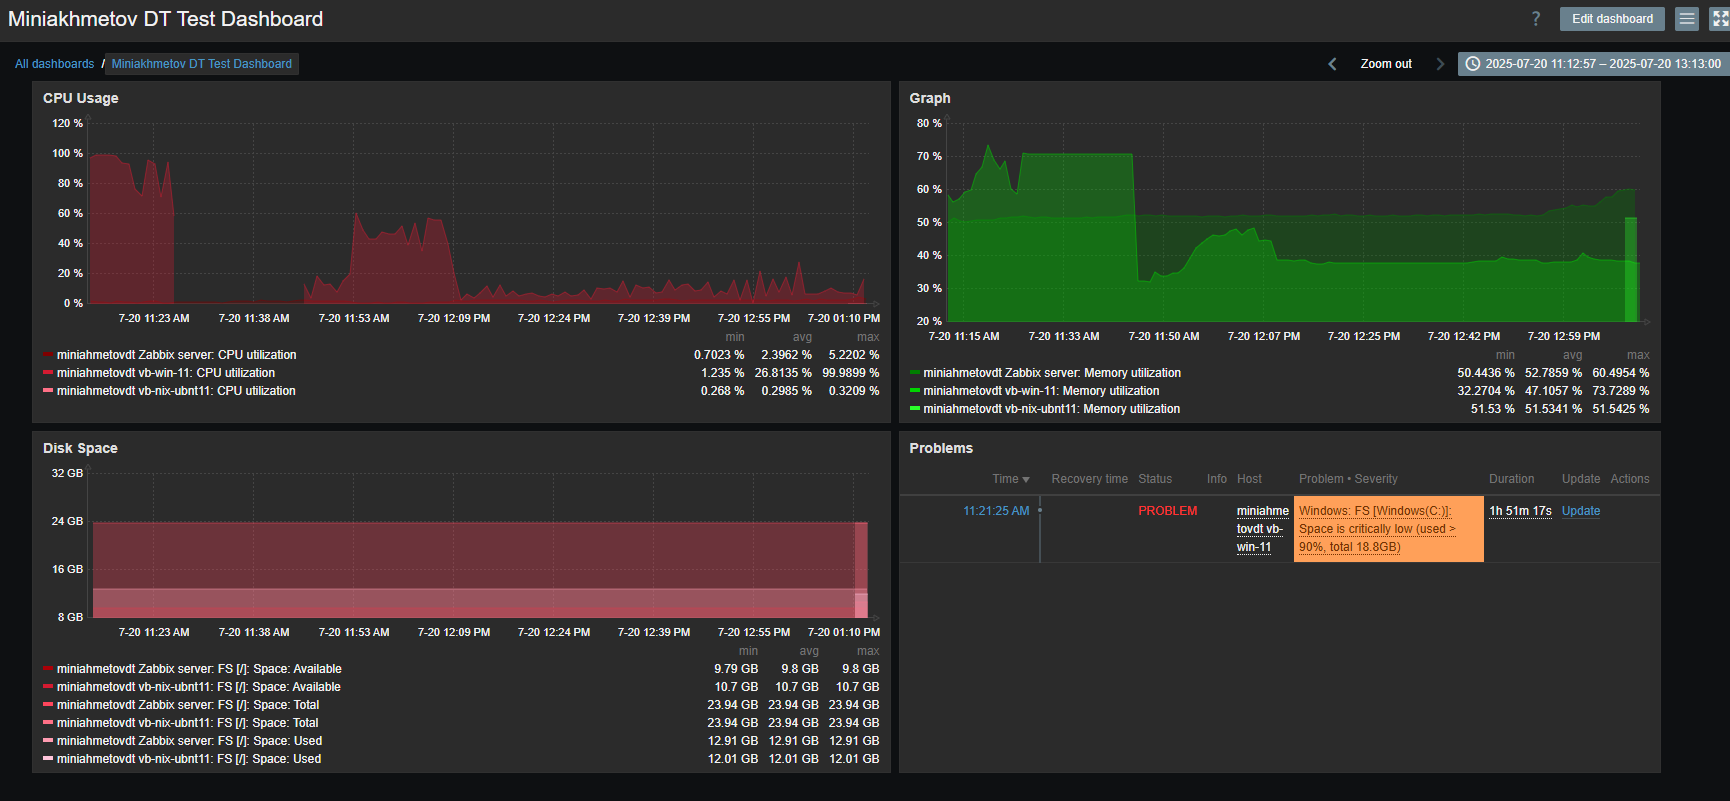 Miniakhmetov DT Test Dashboard
? Edit dashboard
All dashboards / Miniakhmetov DT Test Dashboard
Zoom out
2025-07-20 11:12:57 – 2025-07-20 13:13:00
CPU Usage
120 %
100 %
80 %
60 %
40 %
20 %
0 %
7-20 11:23 AM 7-20 11:38 AM 7-20 11:53 AM 7-20 12:09 PM 7-20 12:24 PM 7-20 12:39 PM 7-20 12:55 PM 7-20 01:10 PM
min avg max
miniahmetovdt Zabbix server: CPU utilization 0.7023 % 2.3962 % 5.2202 %
miniahmetovdt vb-win-11: CPU utilization 1.235 % 26.8135 % 99.9899 %
miniahmetovdt vb-nix-ubnt11: CPU utilization 0.268 % 0.2985 % 0.3209 %
Graph
80 %
70 %
60 %
50 %
40 %
30 %
20 %
7-20 11:15 AM 7-20 11:33 AM 7-20 11:50 AM 7-20 12:07 PM 7-20 12:25 PM 7-20 12:42 PM 7-20 12:59 PM
min avg max
miniahmetovdt Zabbix server: Memory utilization 50.4436 % 52.7859 % 60.4954 %
miniahmetovdt vb-win-11: Memory utilization 32.2704 % 47.1057 % 73.7289 %
miniahmetovdt vb-nix-ubnt11: Memory utilization 51.53 % 51.5341 % 51.5425 %
Disk Space
32 GB
24 GB
16 GB
8 GB
7-20 11:23 AM 7-20 11:38 AM 7-20 11:53 AM 7-20 12:09 PM 7-20 12:24 PM 7-20 12:39 PM 7-20 12:55 PM 7-20 01:10 PM
min avg max
miniahmetovdt Zabbix server: FS [/]: Space: Available 9.79 GB 9.8 GB 9.8 GB
miniahmetovdt vb-nix-ubnt11: FS [/]: Space: Available 10.7 GB 10.7 GB 10.7 GB
miniahmetovdt Zabbix server: FS [/]: Space: Total 23.94 GB 23.94 GB 23.94 GB
miniahmetovdt vb-nix-ubnt11: FS [/]: Space: Total 23.94 GB 23.94 GB 23.94 GB
miniahmetovdt Zabbix server: FS [/]: Space: Used 12.91 GB 12.91 GB 12.91 GB
miniahmetovdt vb-nix-ubnt11: FS [/]: Space: Used 12.01 GB 12.01 GB 12.01 GB
Problems
Time Recovery time Status Info Host Problem • Severity Duration Update Actions
11:21:25 AM PROBLEM miniahme Windows: FS [Windows(C:)]: 1h 51m 17s Update
tovdt vb- Space is critically low (used >
win-11 90%, total 18.8GB)